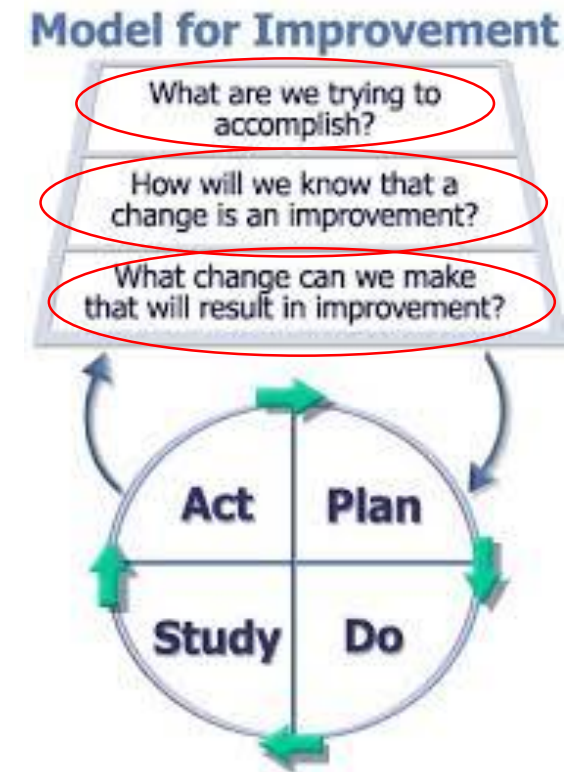 Model for Improvement
What are we trying to
accomplish?
How will we know that a
change is an improvement?
What change can we make
that will result in improvement?
Act
Plan
Study
Do